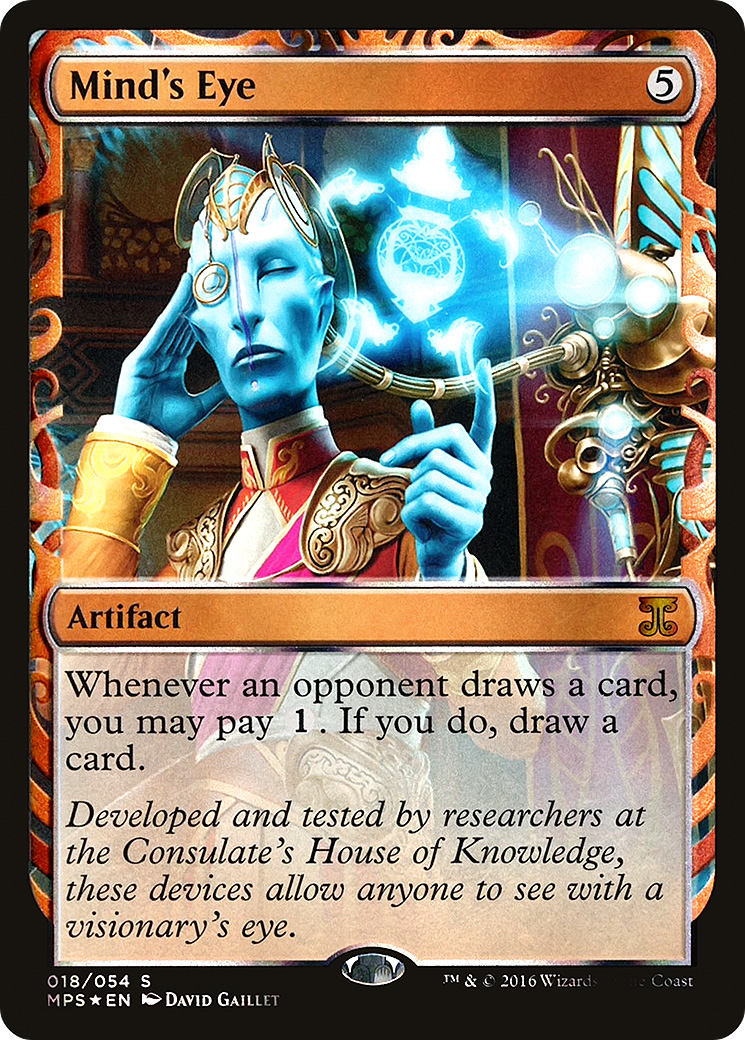 Mind's Eye
5
Artifact
Whenever an opponent draws a card,
you may pay 1. If you do, draw a
card.
Developed and tested by researchers at
the Consulate's House of Knowledge,
these devices allow anyone to see with a
visionary's eye.
018/054 S
MPS★EN David Gaillet
™ & © 2016 Wizards Coast